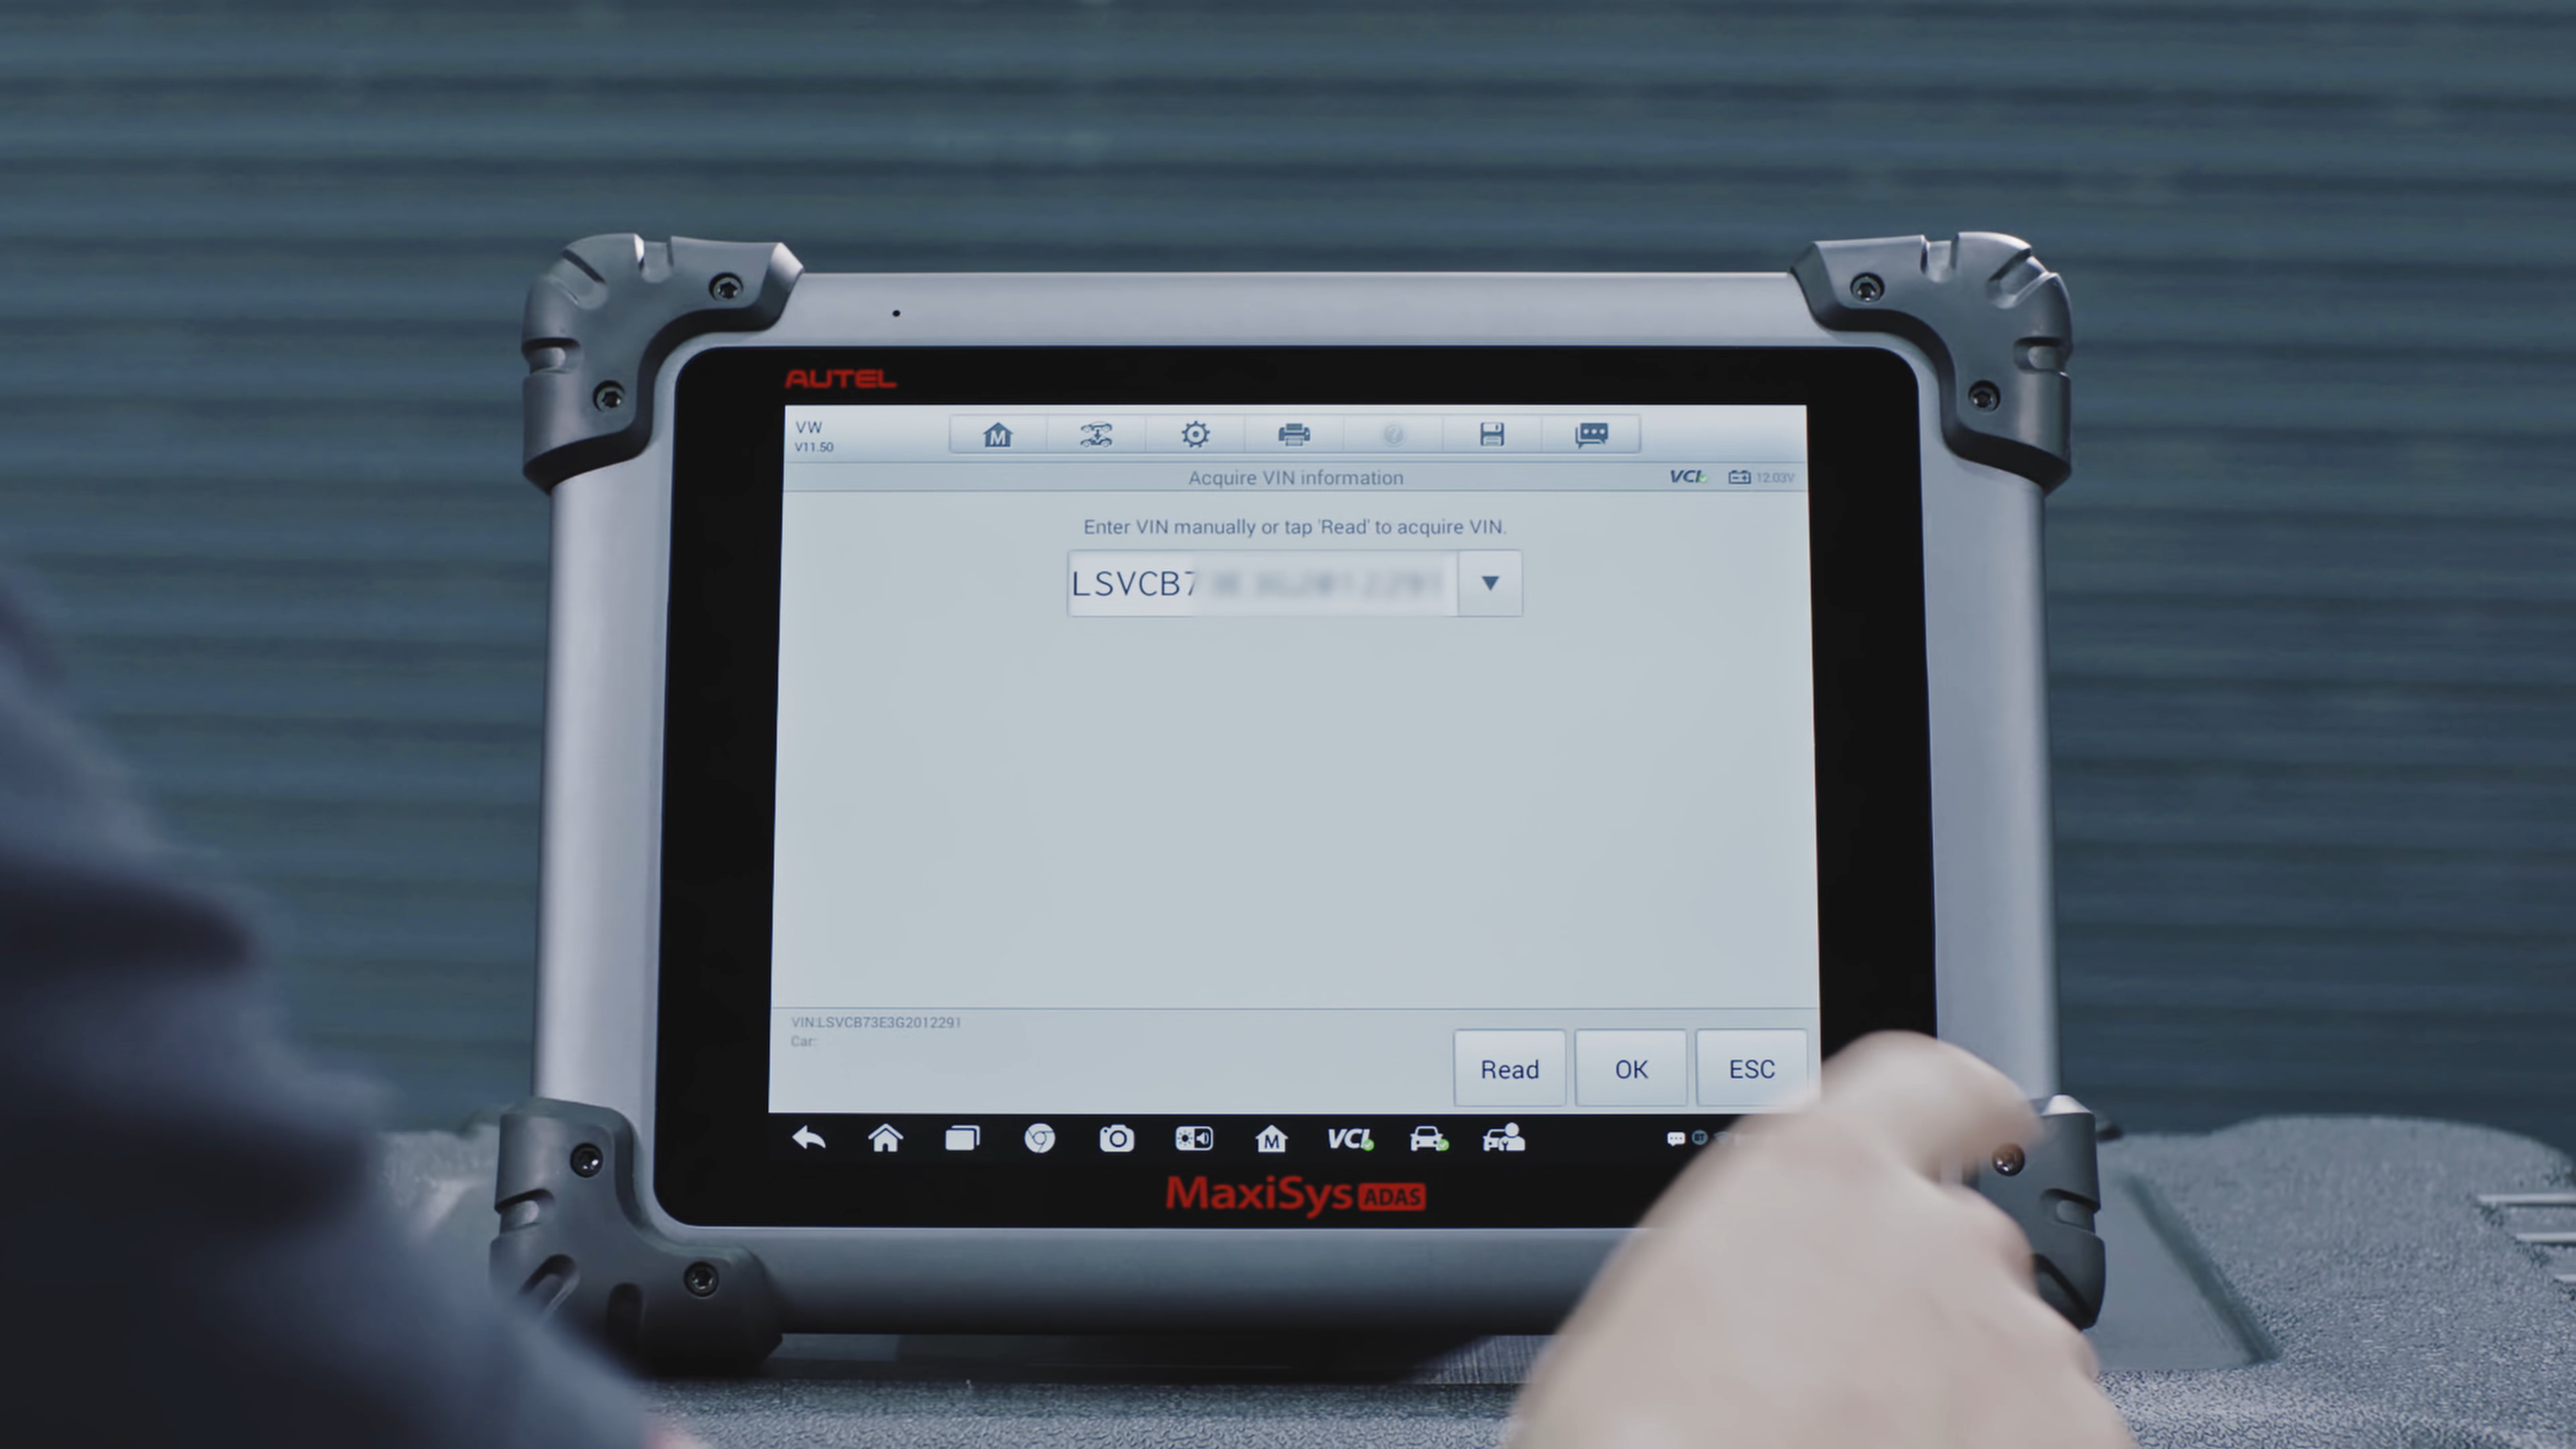 AUTEL
VW
V11.50
M
Acquire VIN information
VCI
12.03V
Enter VIN manually or tap 'Read' to acquire VIN.
LSVCB7
VIN:LSVCB73E3G2012291
Car:
Read
OK
ESC
M
VCI
BT
MaxiSys ADAS